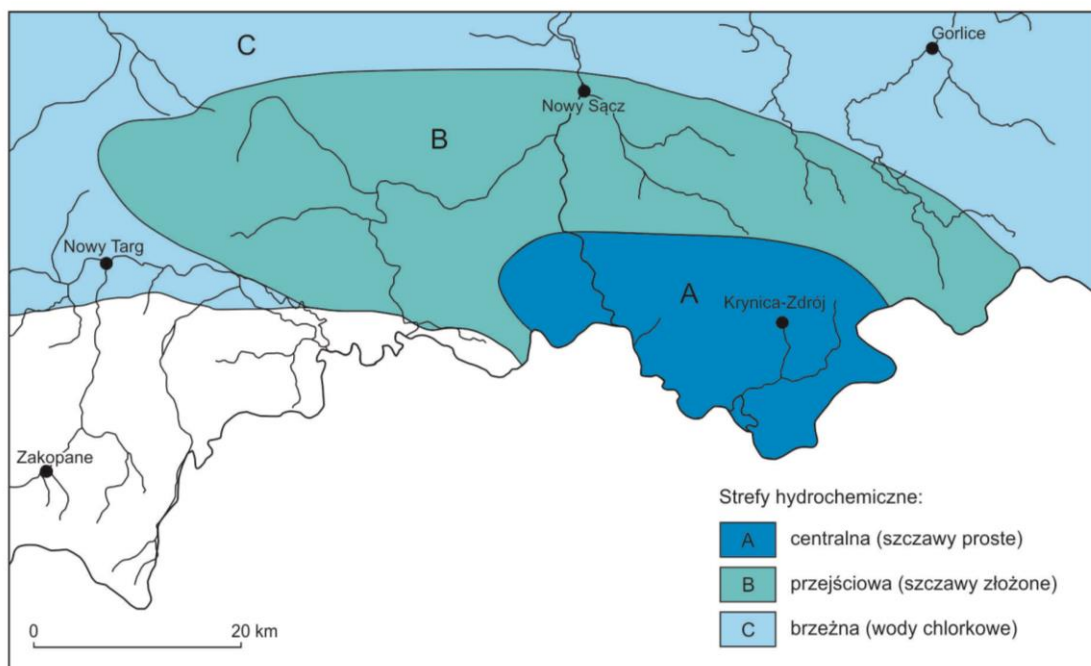 C
Gorlice
Nowy Sącz
B
Nowy Targ
A
Krynica-Zdrój
Zakopane
Strefy hydrochemiczne:
A centralna (szczawy proste)
B przejściowa (szczawy złożone)
C brzeżna (wody chlorkowe)
0 20 km